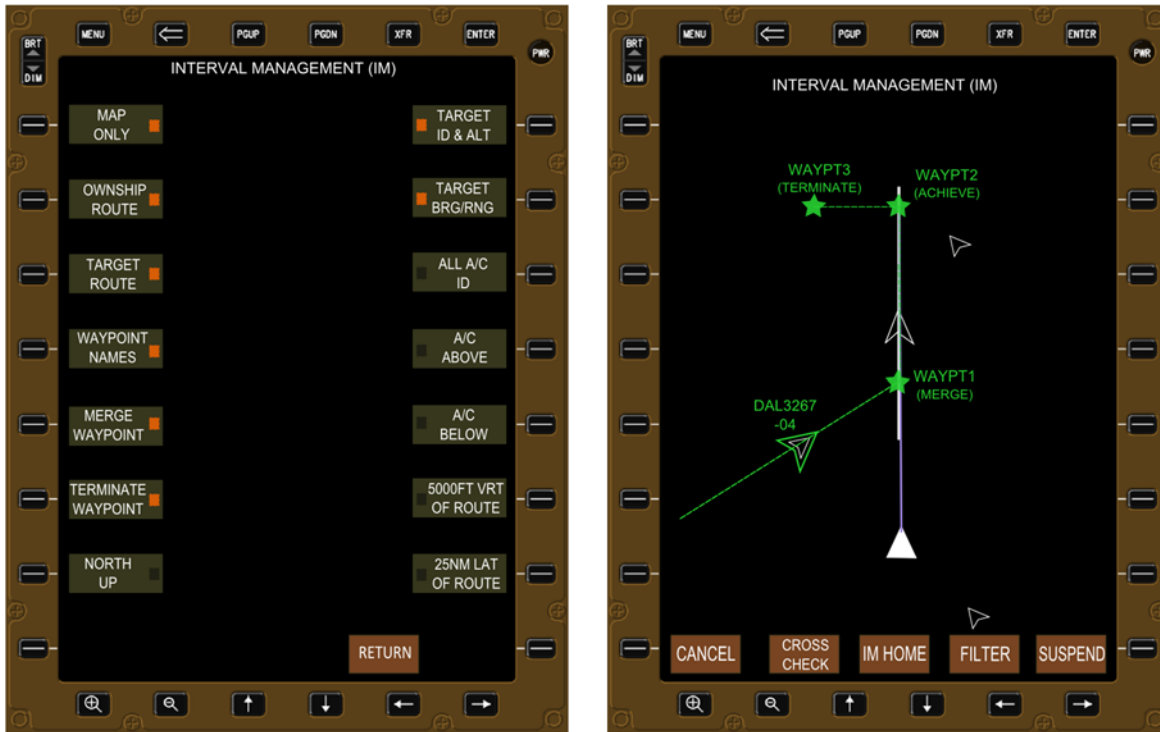 MENU
PGUP
PGDN
XFR
ENTER
BRT
DIM
PWR
INTERVAL MANAGEMENT (IM)
MAP
ONLY
TARGET
ID & ALT
OWNSHIP
ROUTE
TARGET
BRG/RNG
TARGET
ROUTE
ALL A/C
ID
WAYPOINT
NAMES
A/C
ABOVE
MERGE
WAYPOINT
A/C
BELOW
TERMINATE
WAYPOINT
5000FT VRT
OF ROUTE
NORTH
UP
25NM LAT
OF ROUTE
RETURN
MENU
PGUP
PGDN
XFR
ENTER
BRT
DIM
PWR
INTERVAL MANAGEMENT (IM)
WAYPT3
(TERMINATE)
WAYPT2
(ACHIEVE)
WAYPT1
(MERGE)
DAL3267
-04
CANCEL
CROSS
CHECK
IM HOME
FILTER
SUSPEND